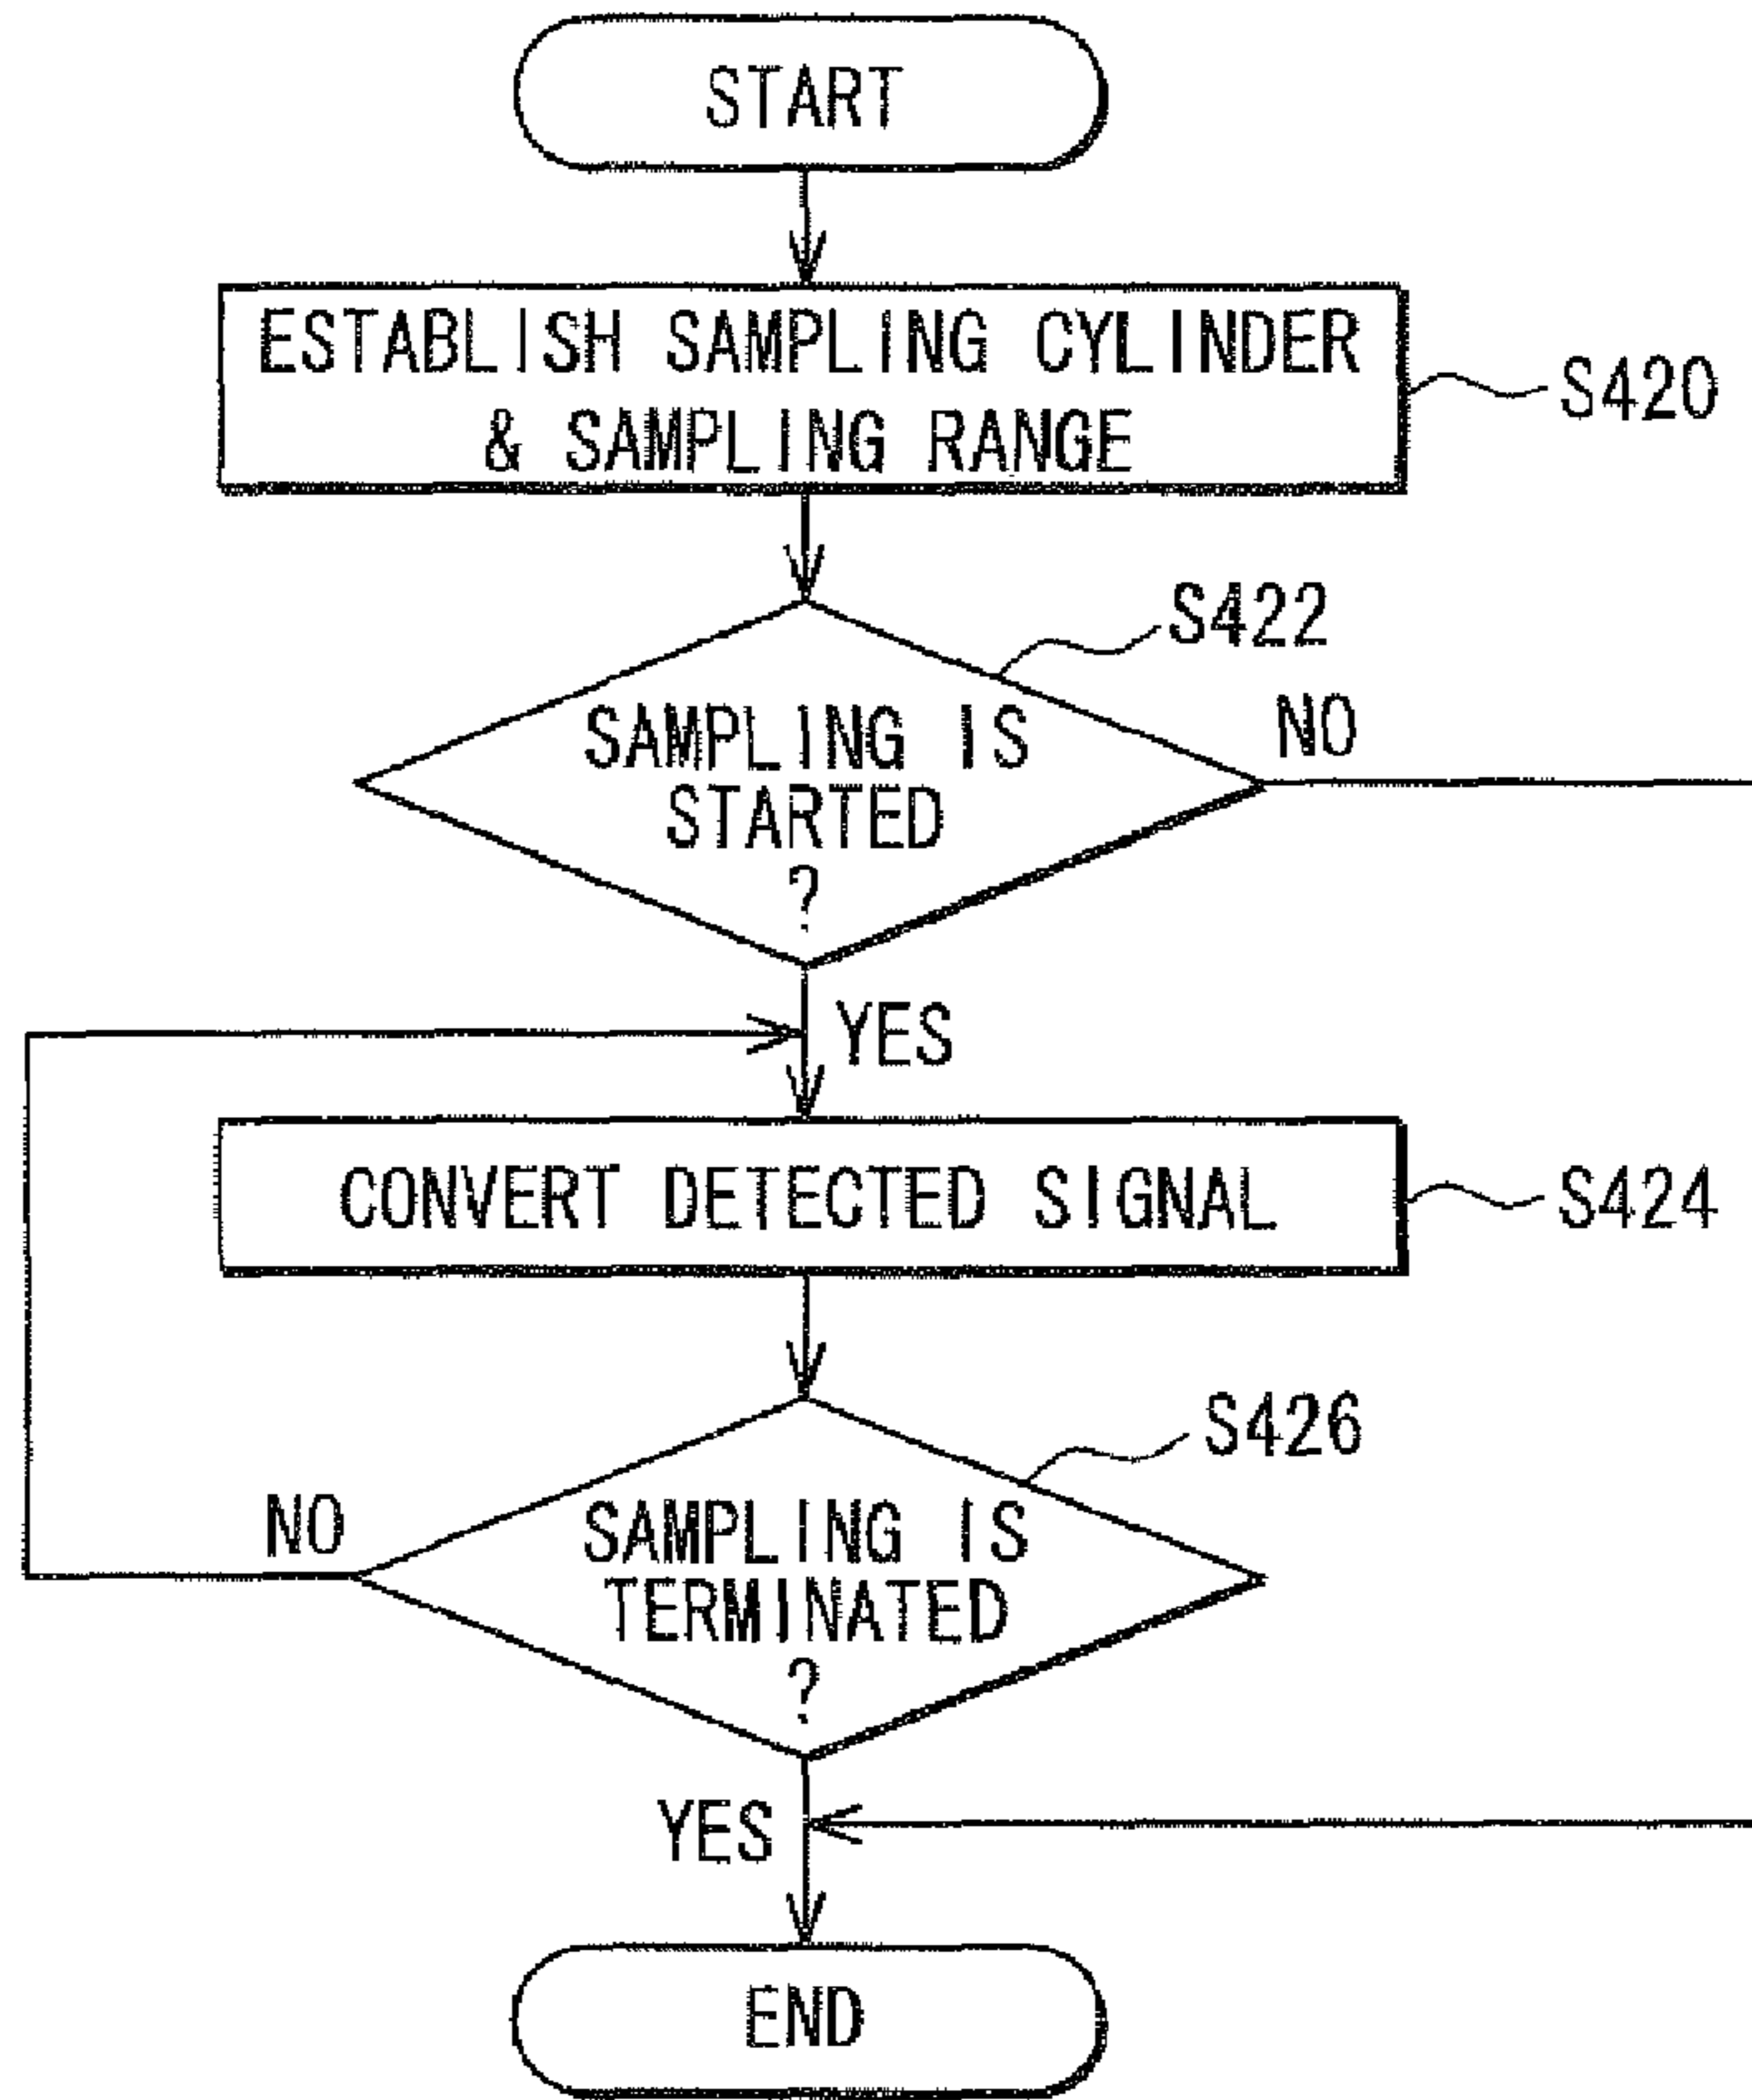 START
ESTABLISH SAMPLING CYLINDER
& SAMPLING RANGE
S420
S422
SAMPLING IS
STARTED
?
NO
YES
CONVERT DETECTED SIGNAL
S424
S426
SAMPLING IS
TERMINATED
?
NO
YES
END